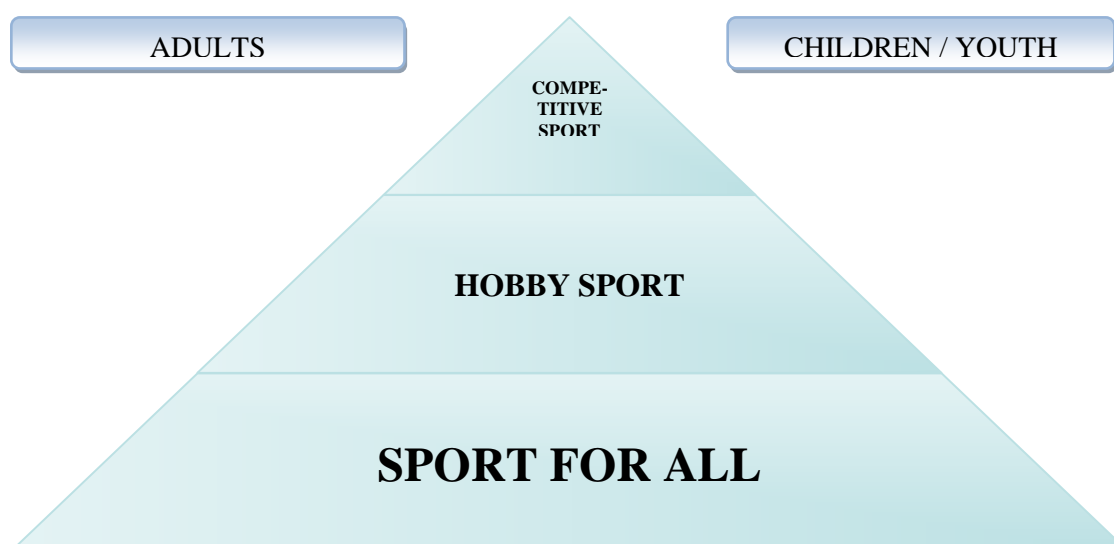 ADULTS
CHILDREN / YOUTH
COMPE-
TITIVE
SPORT
HOBBY SPORT
SPORT FOR ALL